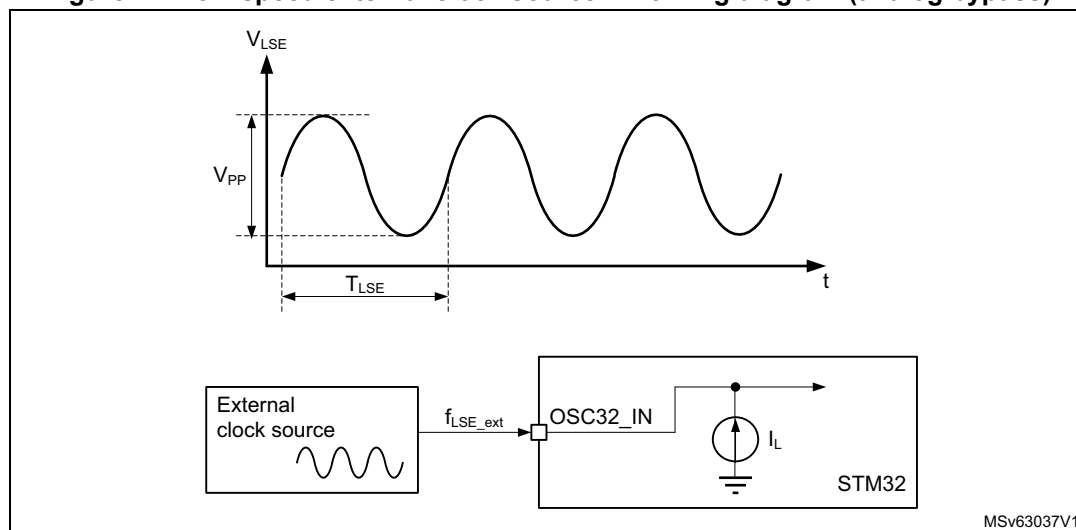 V_LSE
V_PP
T_LSE
t
External
clock source
f_LSE_ext
OSC32_IN
I_L
STM32
MSv63037V1